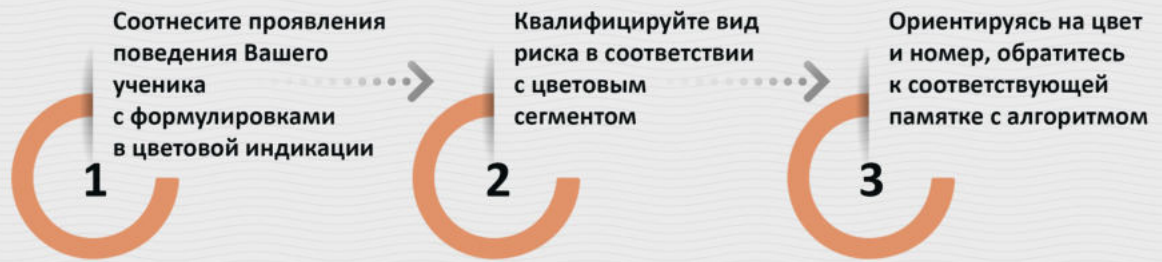 Соотнесите проявления
поведения Вашего
ученика
с формулировками
в цветовой индикации
1
Квалифицируйте вид
риска в соответствии
с цветовым
сегментом
2
Ориентируясь на цвет
и номер, обратитесь
к соответствующей
памятке с алгоритмом
3